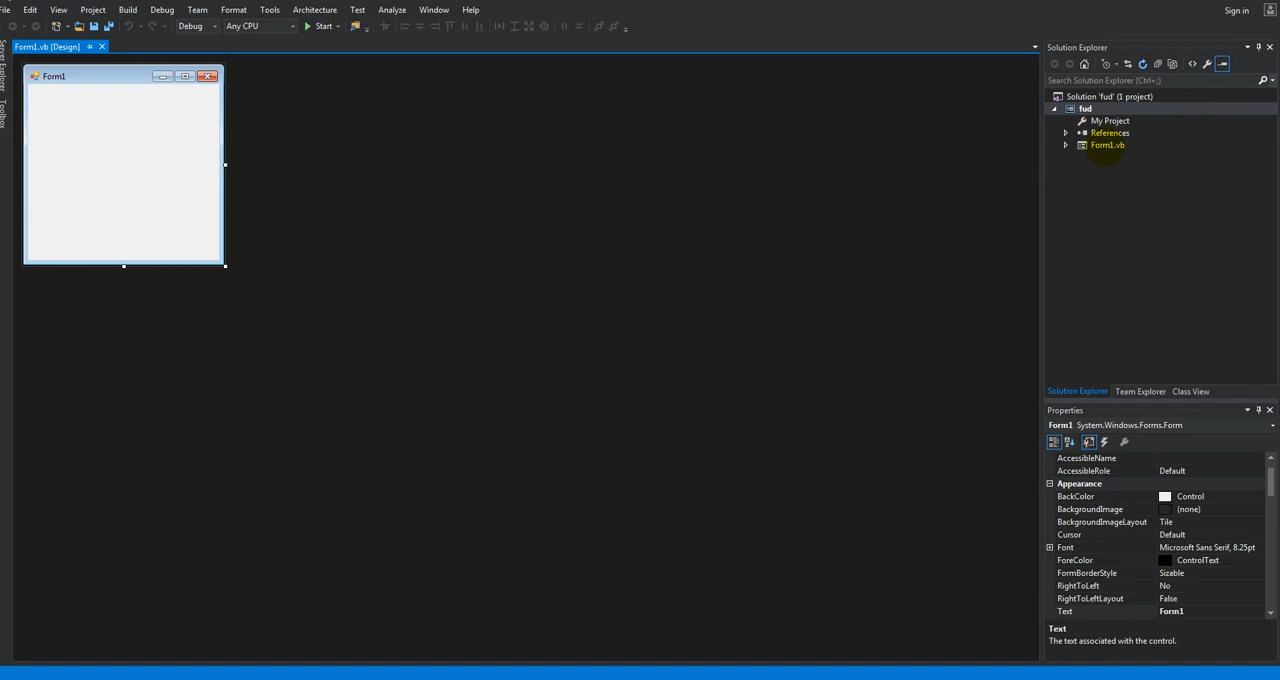 File Edit View Project Build Debug Team Format Tools Architecture Test Analyze Window Help
Sign in
Debug Any CPU Start
Form1.vb [Design]
Server Explorer
Toolbox
Form1
Solution Explorer
Search Solution Explorer (Ctrl+;)
Solution 'fud' (1 project)
fud
My Project
References
Form1.vb
Solution Explorer Team Explorer Class View
Properties
Form1 System.Windows.Forms.Form
AccessibleName
AccessibleRole Default
Appearance
BackColor Control
BackgroundImage (none)
BackgroundImageLayout Tile
Cursor Default
Font Microsoft Sans Serif, 8.25pt
ForeColor ControlText
FormBorderStyle Sizable
RightToLeft No
RightToLeftLayout False
Text Form1
Text
The text associated with the control.